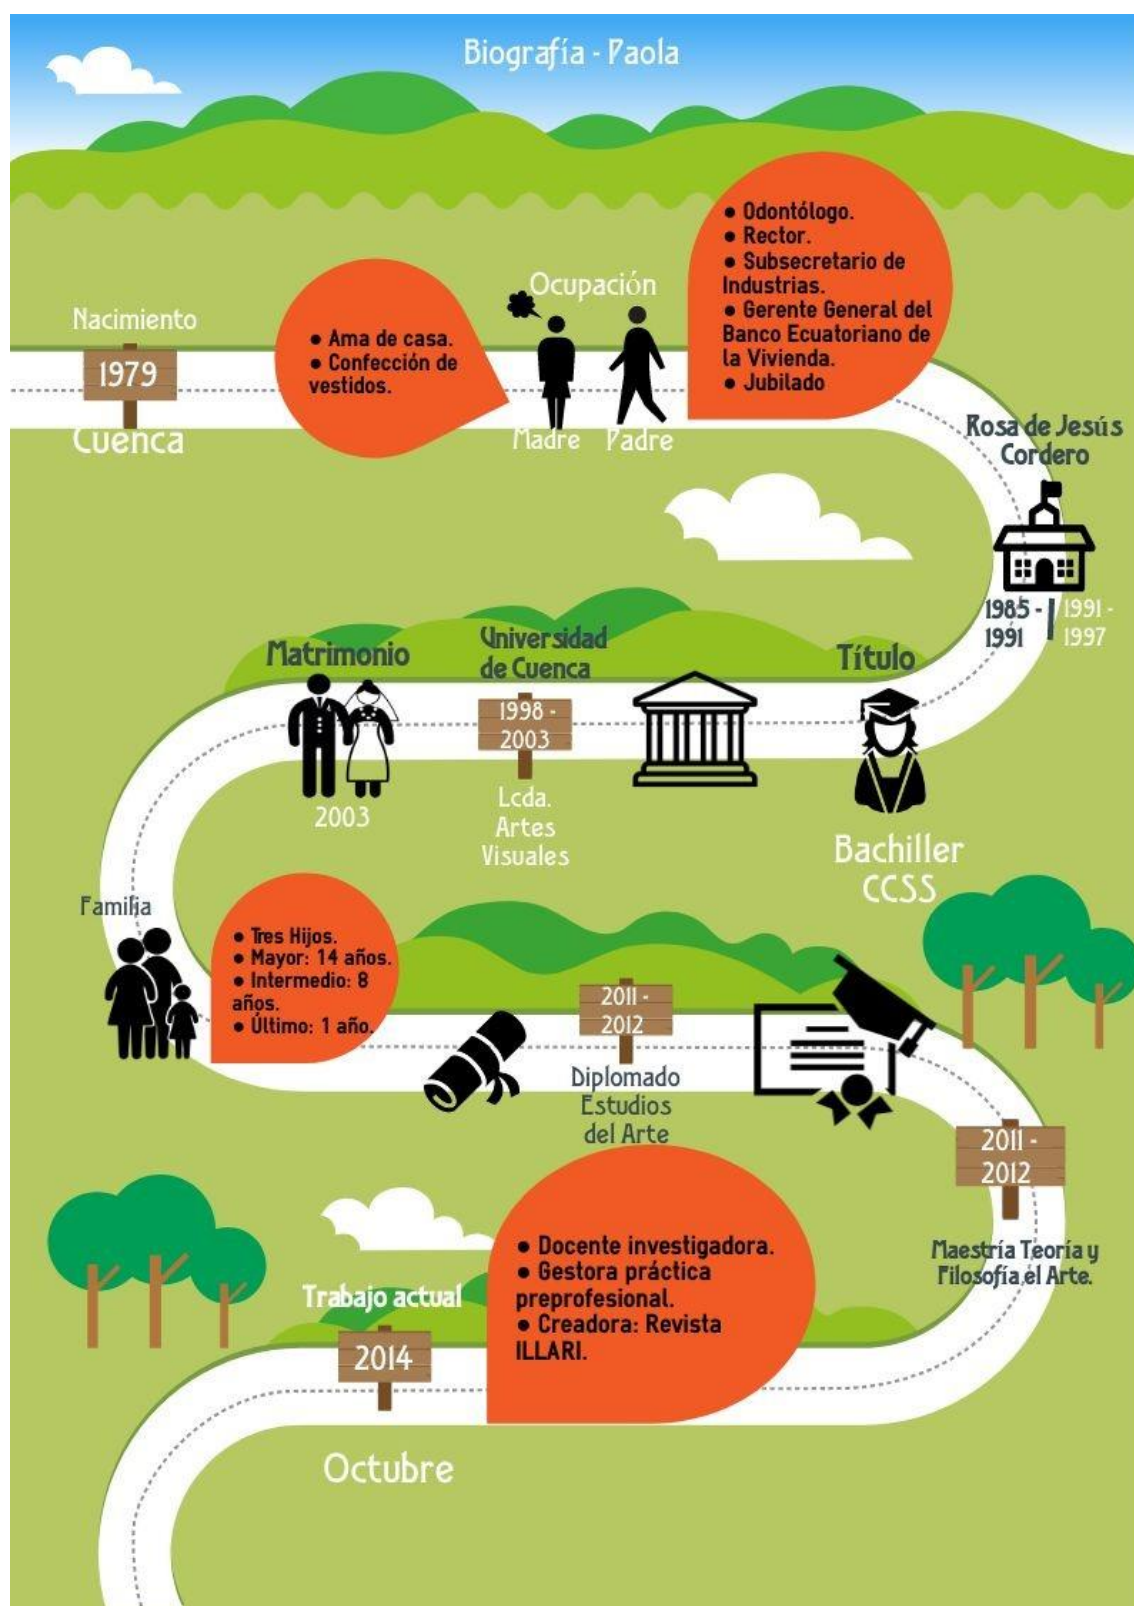 Biografía - Paola
Nacimiento
1979
Cuenca
● Ama de casa.
● Confección de
vestidos.
Ocupación
Madre
Padre
● Odontólogo.
● Rector.
● Subsecretario de
Industrias.
● Gerente General del
Banco Ecuatoriano de
la Vivienda.
● Jubilado
Rosa de Jesús
Cordero
1985 -
1991
1991 -
1997
Título
Bachiller
CCSS
Universidad
de Cuenca
1998 -
2003
Lcda.
Artes
Visuales
Matrimonio
2003
Familia
● Tres Hijos.
● Mayor: 14 años.
● Intermedio: 8
años.
● Último: 1 año.
2011 -
2012
Diplomado
Estudios
del Arte
2011 -
2012
Maestría Teoría y
Filosofía el Arte.
● Docente investigadora.
● Gestora práctica
preprofesional.
● Creadora: Revista
ILLARI.
Trabajo actual
2014
Octubre